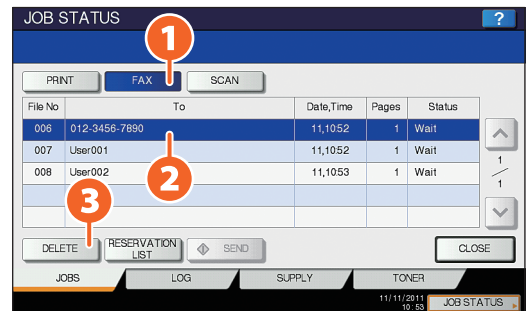 JOB STATUS ?
1
PRINT FAX SCAN
File No To Date,Time Pages Status
006 012-3456-7890 11,10:52 1 Wait
007 User001 11,10:52 1 Wait
008 User002 11,10:53 1 Wait
1
1
2
3
DELETE RESERVATION LIST SEND CLOSE
JOBS LOG SUPPLY TONER
11/11/2011
10:53 JOB STATUS